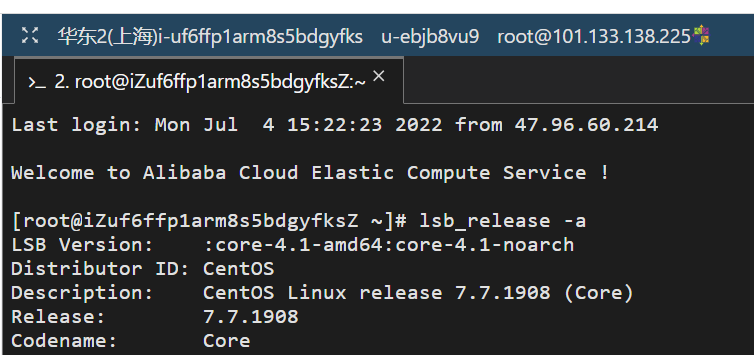 华东2(上海)i-uf6ffp1arm8s5bdgyfks u-ebjb8vu9 root@101.133.138.225
>_ 2. root@iZuf6ffp1arm8s5bdgyfksZ:~ ×
Last login: Mon Jul  4 15:22:23 2022 from 47.96.60.214
Welcome to Alibaba Cloud Elastic Compute Service !
[root@iZuf6ffp1arm8s5bdgyfksZ ~]# lsb_release -a
LSB Version:    :core-4.1-amd64:core-4.1-noarch
Distributor ID: CentOS
Description:    CentOS Linux release 7.7.1908 (Core)
Release:        7.7.1908
Codename:       Core